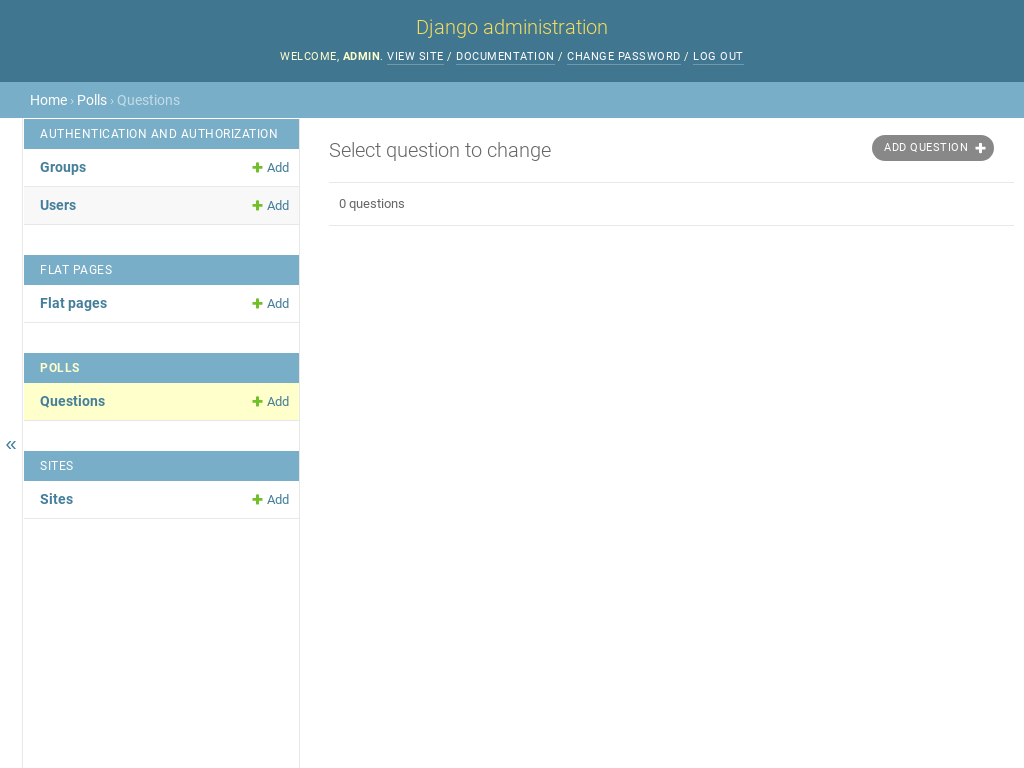 Django administration
WELCOME, ADMIN. VIEW SITE / DOCUMENTATION / CHANGE PASSWORD / LOG OUT
Home › Polls › Questions
AUTHENTICATION AND AUTHORIZATION
Groups Add
Users Add
FLAT PAGES
Flat pages Add
POLLS
Questions Add
«
SITES
Sites Add
Select question to change
ADD QUESTION
0 questions